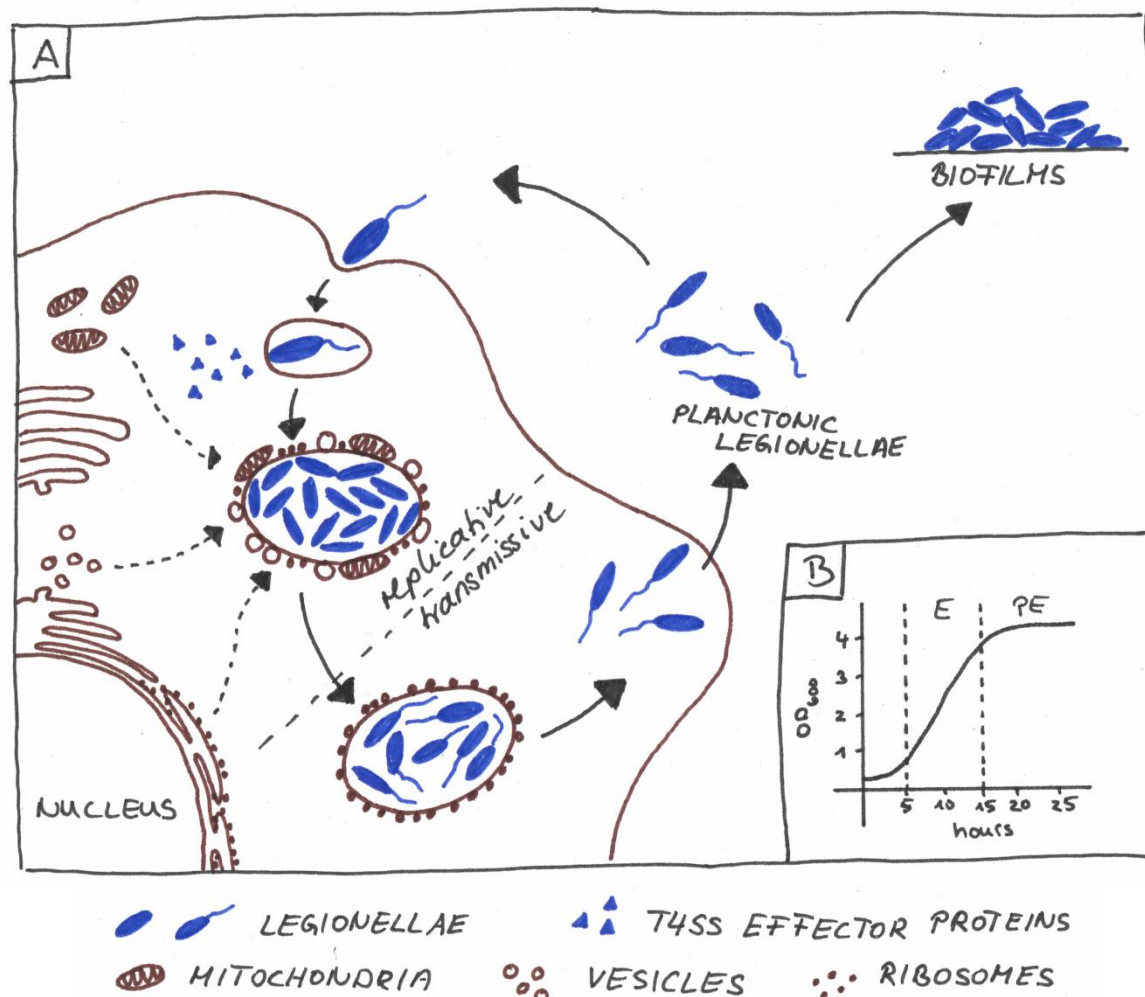 A
BIOFILMS
PLANCTONIC
LEGIONELLAE
replicative
transmissive
NUCLEUS
B
E PE
4
3
2
1
OD600
5 10 15 20 25
hours
LEGIONELLAE
T4SS EFFECTOR PROTEINS
MITOCHONDRIA
VESICLES
RIBOSOMES